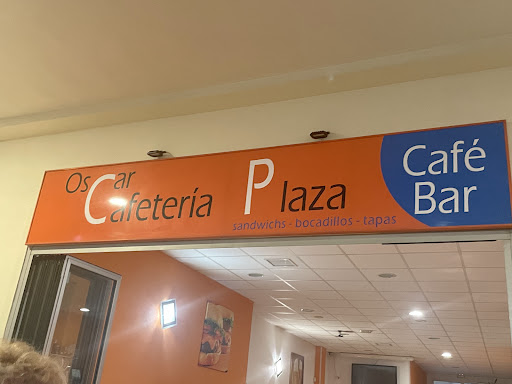 Oscar
Cafetería Plaza
sandwichs - bocadillos - tapas
Café
Bar